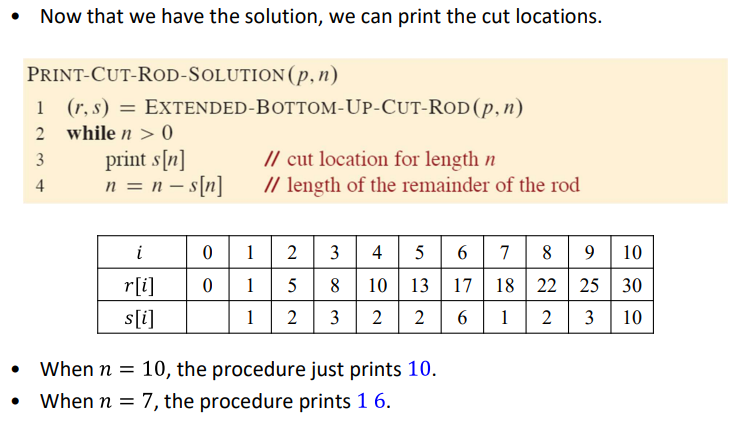 • Now that we have the solution, we can print the cut locations.
PRINT-CUT-ROD-SOLUTION(p, n)
1 (r, s) = EXTENDED-BOTTOM-UP-CUT-ROD(p, n)
2 while n > 0
3 print s[n] // cut location for length n
4 n = n − s[n] // length of the remainder of the rod
i 0 1 2 3 4 5 6 7 8 9 10
r[i] 0 1 5 8 10 13 17 18 22 25 30
s[i] 1 2 3 2 2 6 1 2 3 10
• When n = 10, the procedure just prints 10.
• When n = 7, the procedure prints 1 6.